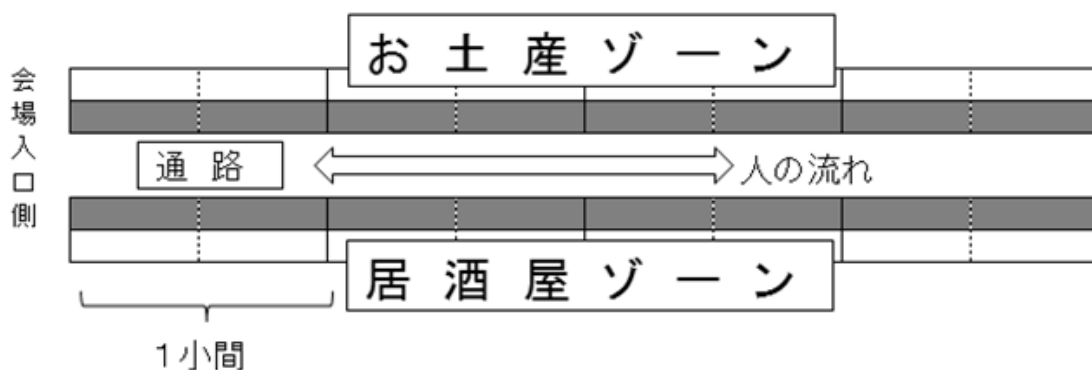 お土産ゾーン
会場入口側
通路
人の流れ
居酒屋ゾーン
1小間